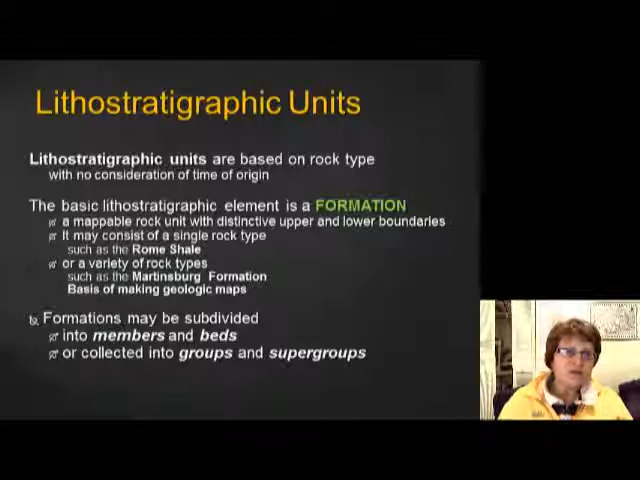 Lithostratigraphic Units
Lithostratigraphic units are based on rock type
with no consideration of time of origin
The basic lithostratigraphic element is a FORMATION
a mappable rock unit with distinctive upper and lower boundaries
It may consist of a single rock type
such as the Rome Shale
or a variety of rock types
such as the Martinsburg Formation
Basis of making geologic maps
Formations may be subdivided
into members and beds
or collected into groups and supergroups